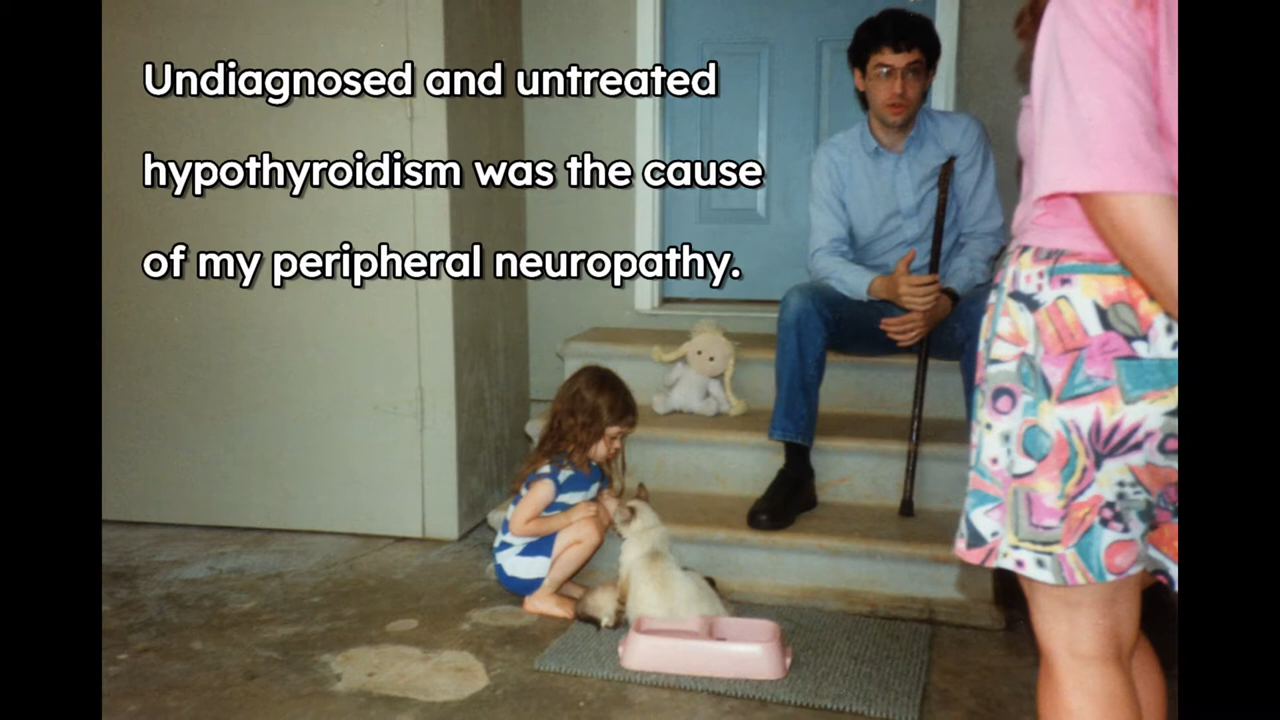 Undiagnosed and untreated
hypothyroidism was the cause
of my peripheral neuropathy.